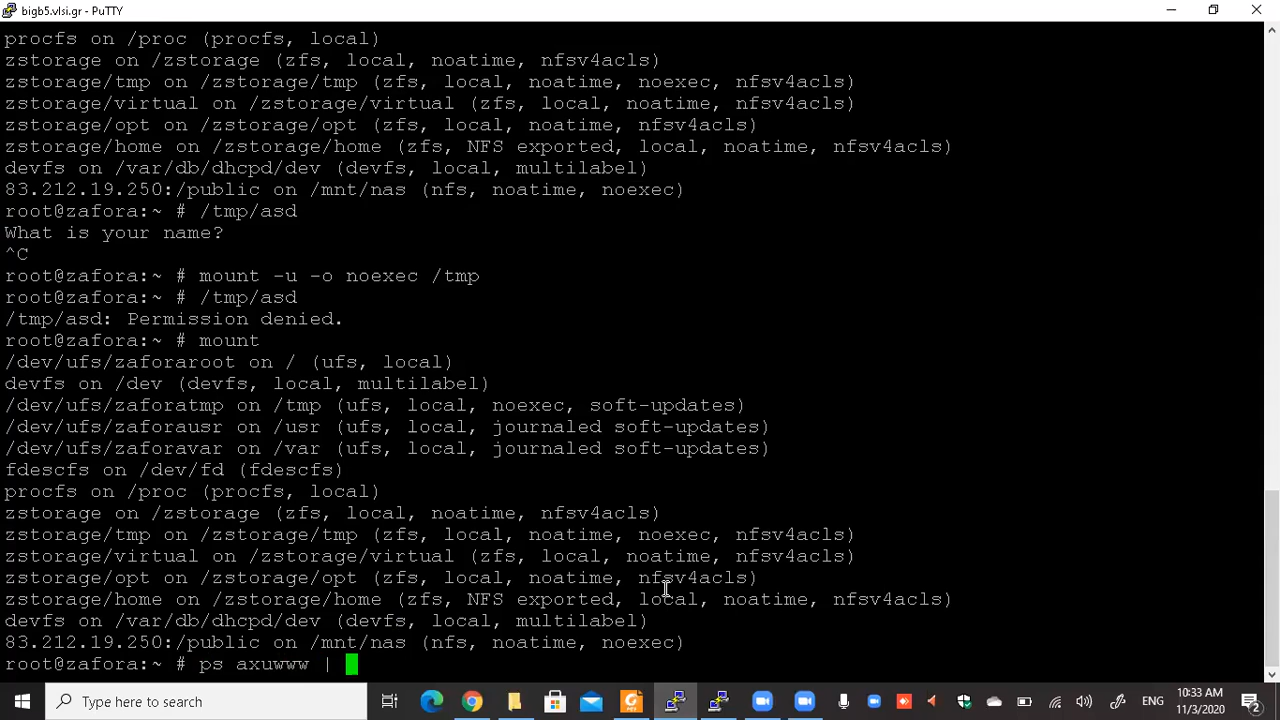 bigb5.vlsi.gr - PuTTY
procfs on /proc (procfs, local)
zstorage on /zstorage (zfs, local, noatime, nfsv4acls)
zstorage/tmp on /zstorage/tmp (zfs, local, noatime, noexec, nfsv4acls)
zstorage/virtual on /zstorage/virtual (zfs, local, noatime, nfsv4acls)
zstorage/opt on /zstorage/opt (zfs, local, noatime, nfsv4acls)
zstorage/home on /zstorage/home (zfs, NFS exported, local, noatime, nfsv4acls)
devfs on /var/db/dhcpd/dev (devfs, local, multilabel)
83.212.19.250:/public on /mnt/nas (nfs, noatime, noexec)
root@zafora:~ # /tmp/asd
What is your name?
^C
root@zafora:~ # mount -u -o noexec /tmp
root@zafora:~ # /tmp/asd
/tmp/asd: Permission denied.
root@zafora:~ # mount
/dev/ufs/zaforaroot on / (ufs, local)
devfs on /dev (devfs, local, multilabel)
/dev/ufs/zaforatmp on /tmp (ufs, local, noexec, soft-updates)
/dev/ufs/zaforausr on /usr (ufs, local, journaled soft-updates)
/dev/ufs/zaforavar on /var (ufs, local, journaled soft-updates)
fdescfs on /dev/fd (fdescfs)
procfs on /proc (procfs, local)
zstorage on /zstorage (zfs, local, noatime, nfsv4acls)
zstorage/tmp on /zstorage/tmp (zfs, local, noatime, noexec, nfsv4acls)
zstorage/virtual on /zstorage/virtual (zfs, local, noatime, nfsv4acls)
zstorage/opt on /zstorage/opt (zfs, local, noatime, nfsv4acls)
zstorage/home on /zstorage/home (zfs, NFS exported, local, noatime, nfsv4acls)
devfs on /var/db/dhcpd/dev (devfs, local, multilabel)
83.212.19.250:/public on /mnt/nas (nfs, noatime, noexec)
root@zafora:~ # ps axuwww |
Type here to search
ENG
10:33 AM
11/3/2020
2